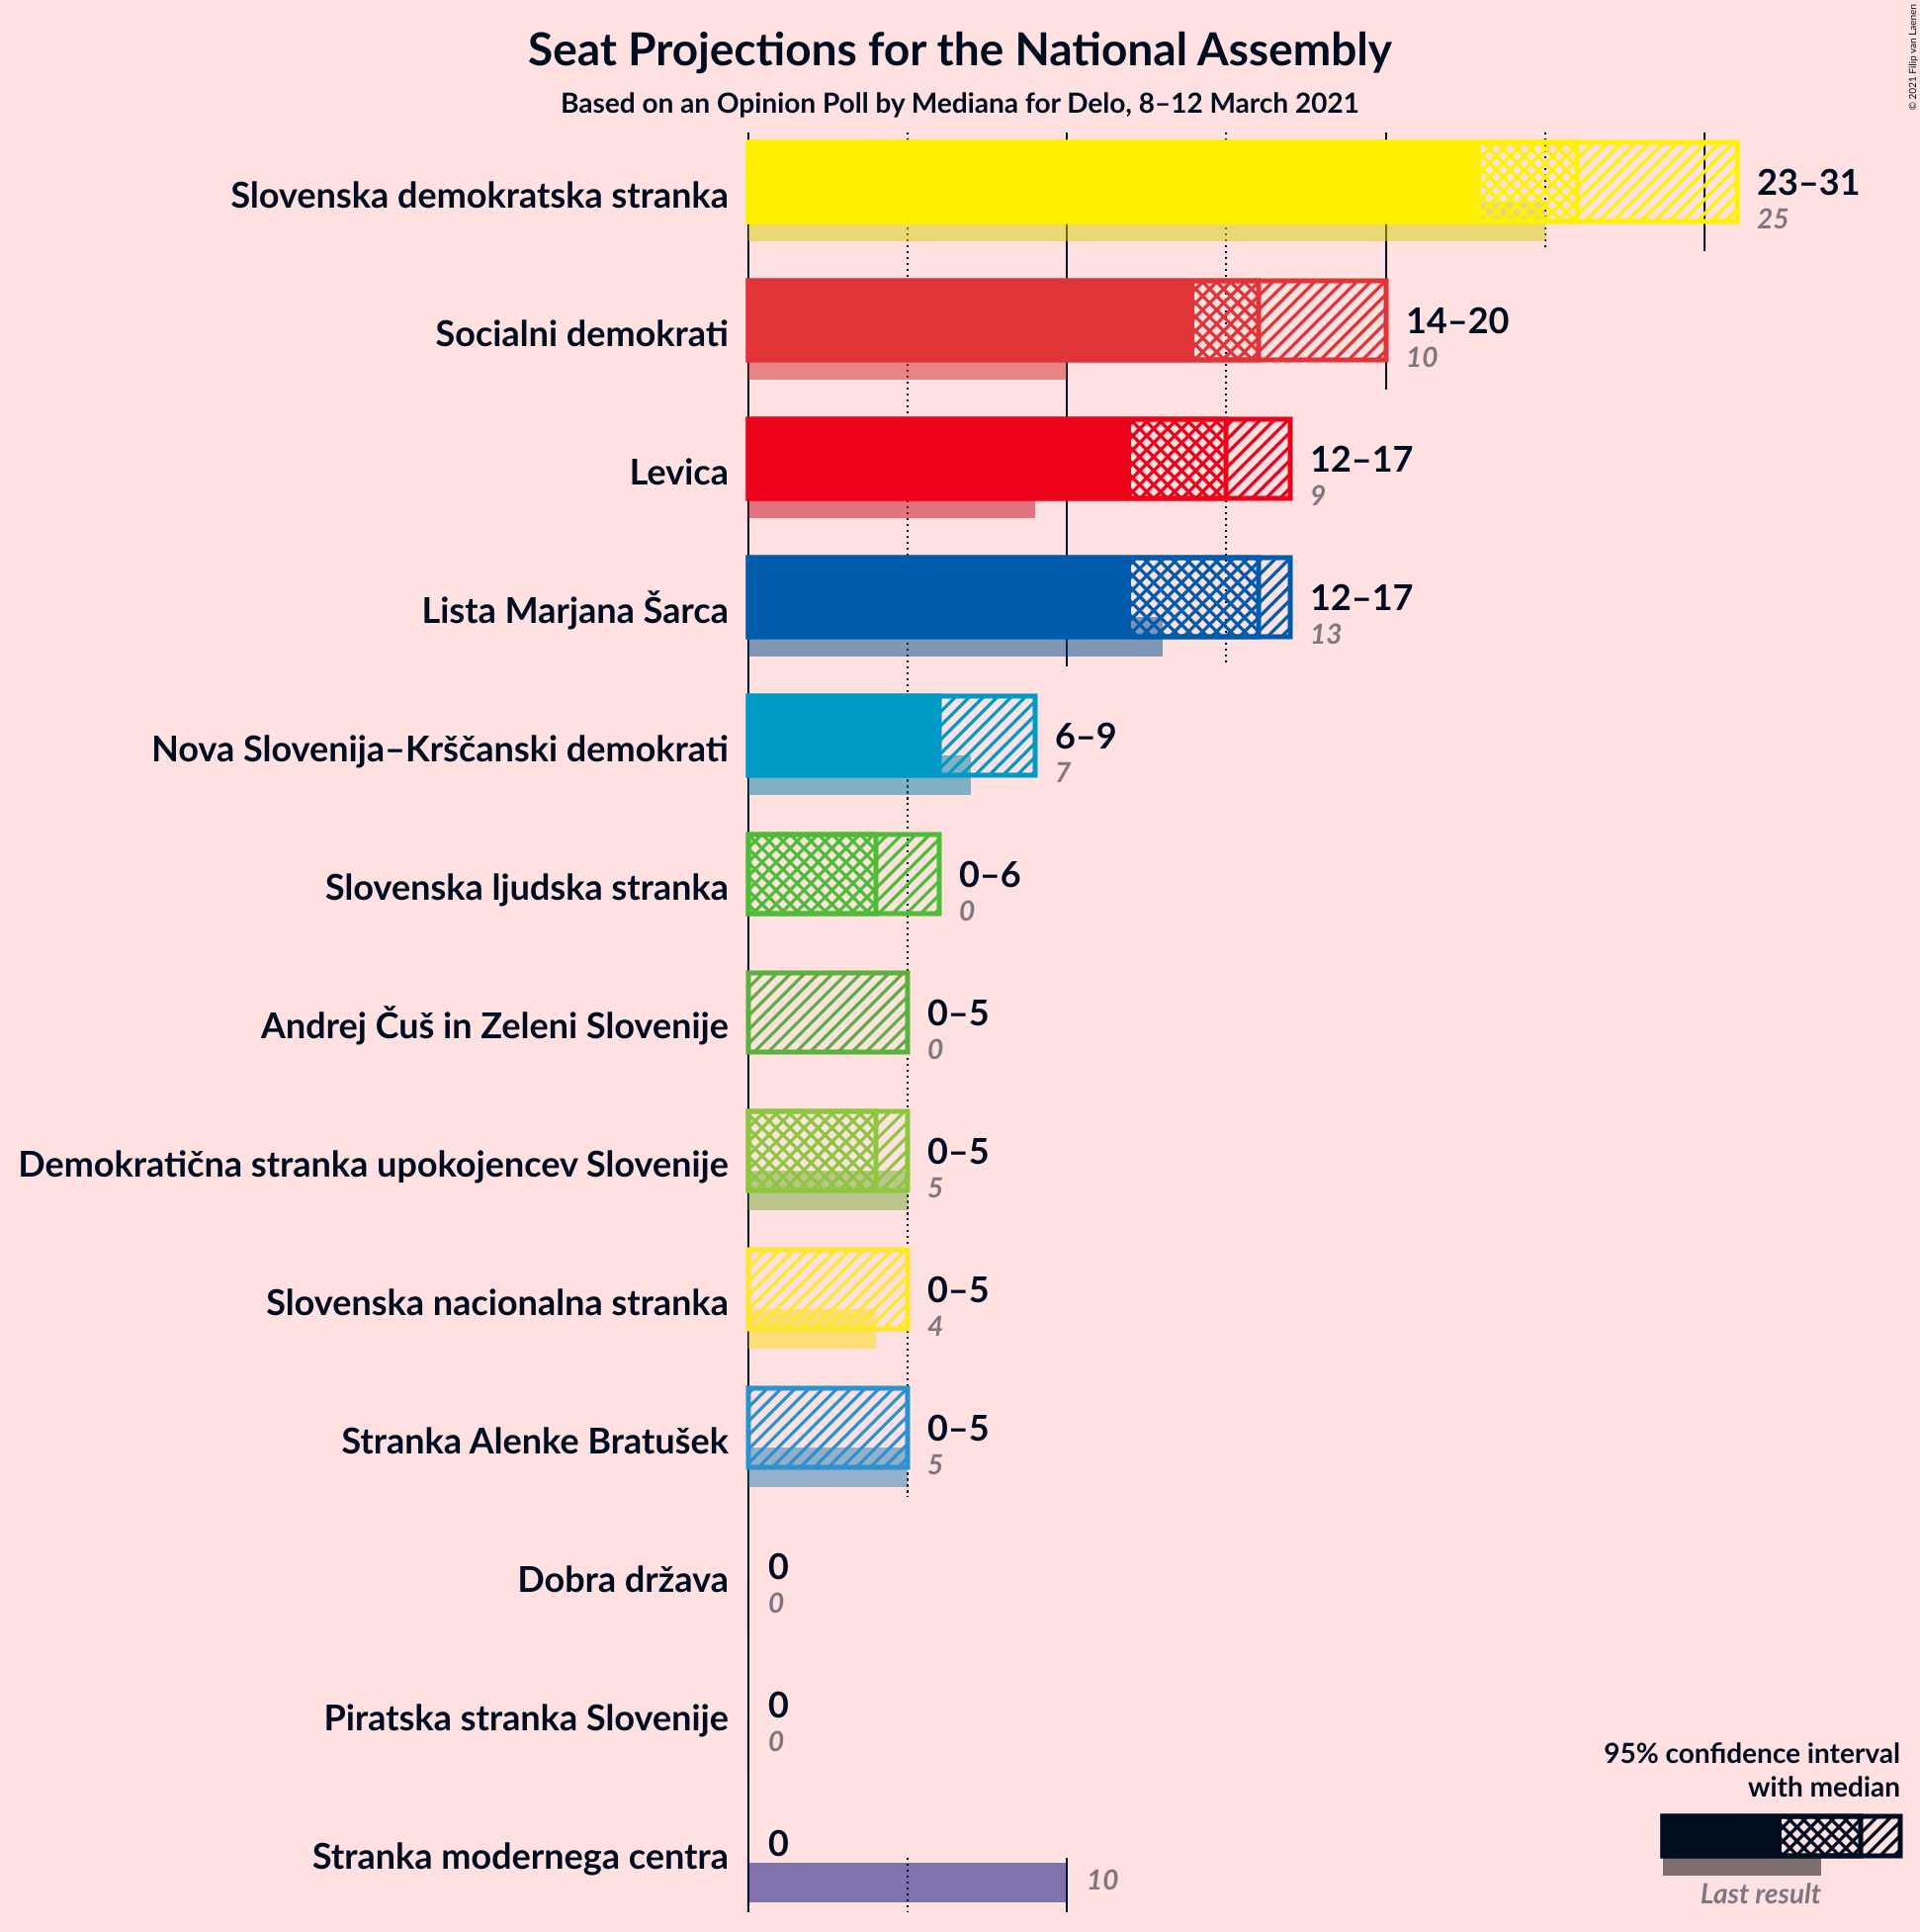 Seat Projections for the National Assembly
Based on an Opinion Poll by Mediana for Delo, 8–12 March 2021
© 2021 Filip van Laenen
Slovenska demokratska stranka
23–31
25
Socialni demokrati
14–20
10
Levica
12–17
9
Lista Marjana Šarca
12–17
13
Nova Slovenija–Krščanski demokrati
6–9
7
Slovenska ljudska stranka
0–6
0
Andrej Čuš in Zeleni Slovenije
0–5
0
Demokratična stranka upokojencev Slovenije
0–5
5
Slovenska nacionalna stranka
0–5
4
Stranka Alenke Bratušek
0–5
5
Dobra država
0
0
Piratska stranka Slovenije
0
0
Stranka modernega centra
0
10
95% confidence interval
with median
Last result